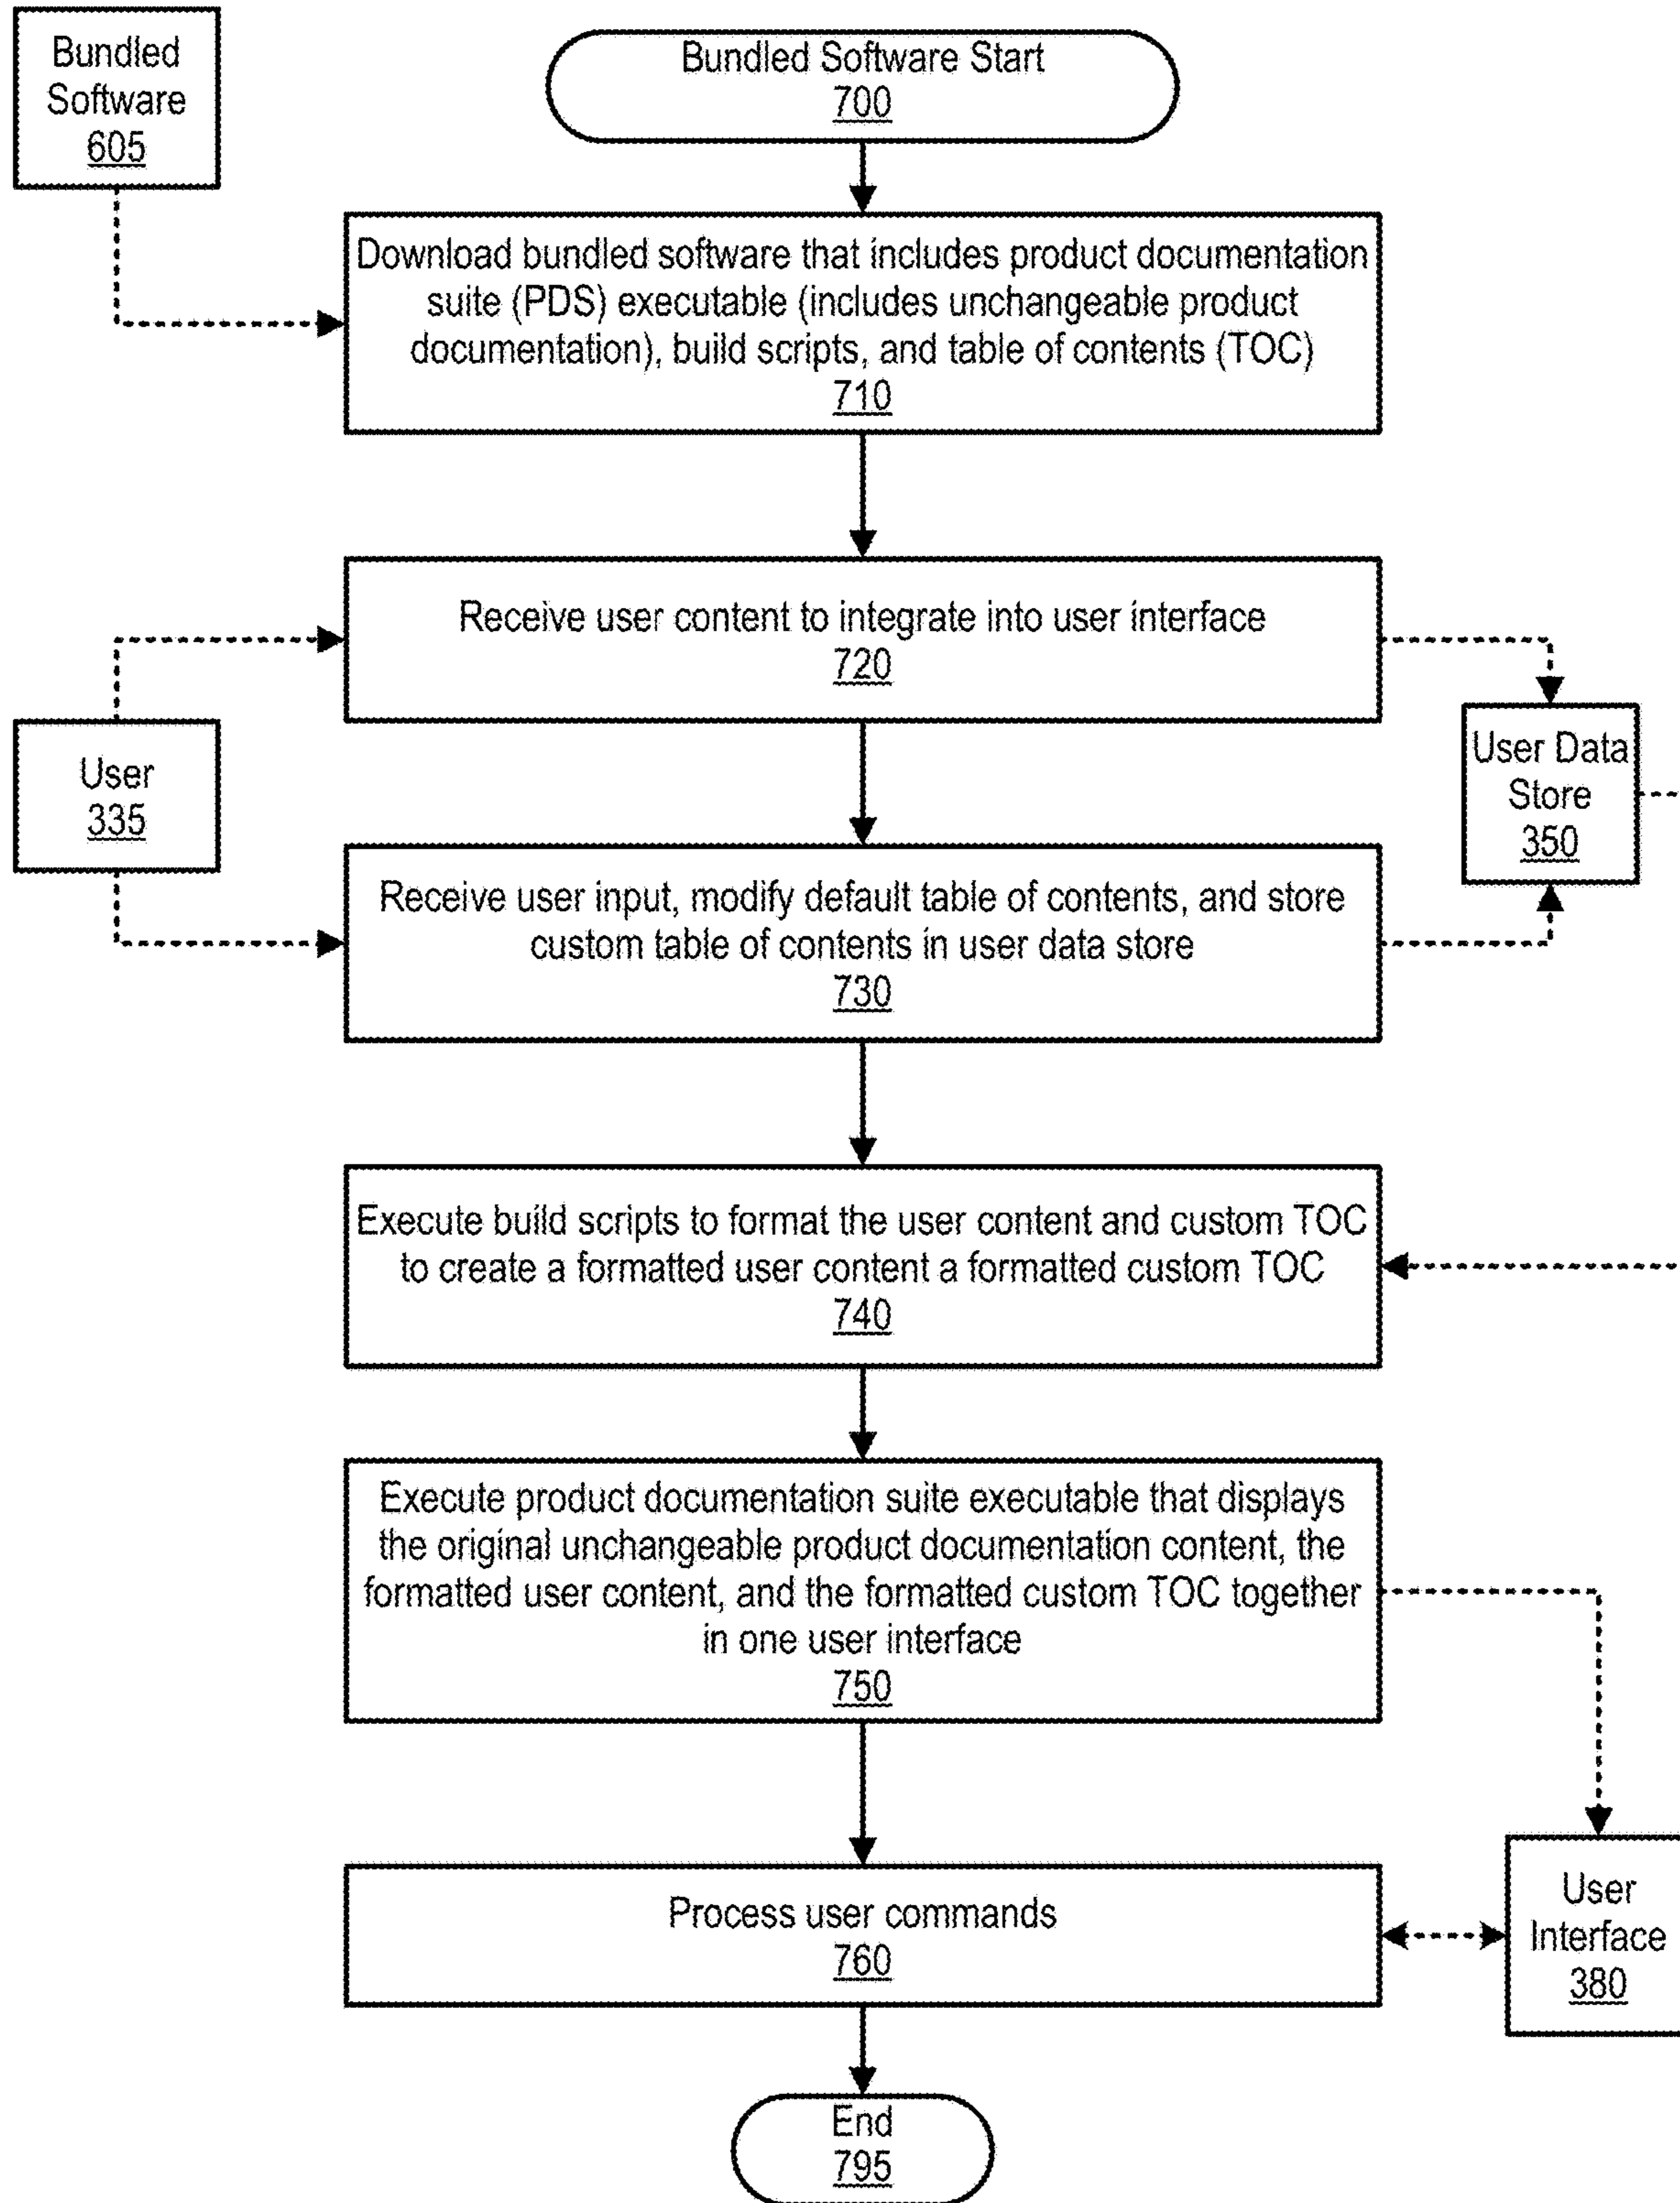 Bundled
Software
605
Bundled Software Start
700
Download bundled software that includes product documentation
suite (PDS) executable (includes unchangeable product
documentation), build scripts, and table of contents (TOC)
710
Receive user content to integrate into user interface
720
User
335
User Data
Store
350
Receive user input, modify default table of contents, and store
custom table of contents in user data store
730
Execute build scripts to format the user content and custom TOC
to create a formatted user content a formatted custom TOC
740
Execute product documentation suite executable that displays
the original unchangeable product documentation content, the
formatted user content, and the formatted custom TOC together
in one user interface
750
Process user commands
760
User
Interface
380
End
795